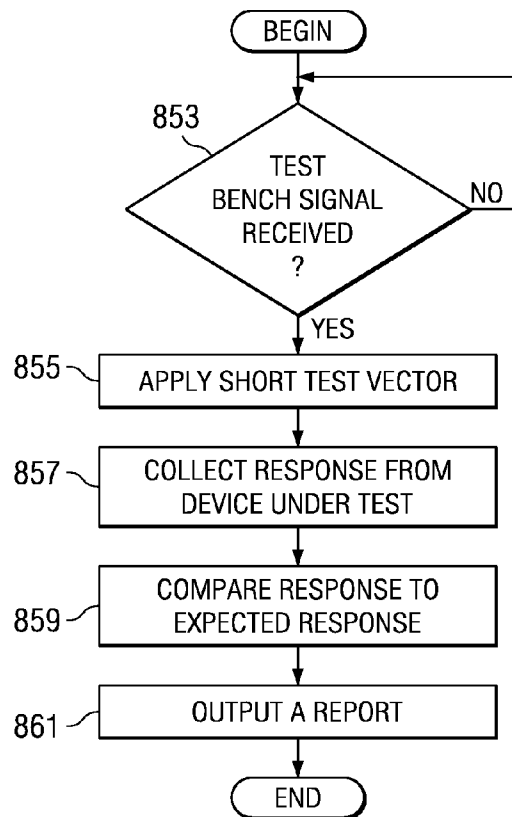 BEGIN
853
TEST
BENCH SIGNAL
RECEIVED
?
NO
YES
855
APPLY SHORT TEST VECTOR
857
COLLECT RESPONSE FROM
DEVICE UNDER TEST
859
COMPARE RESPONSE TO
EXPECTED RESPONSE
861
OUTPUT A REPORT
END